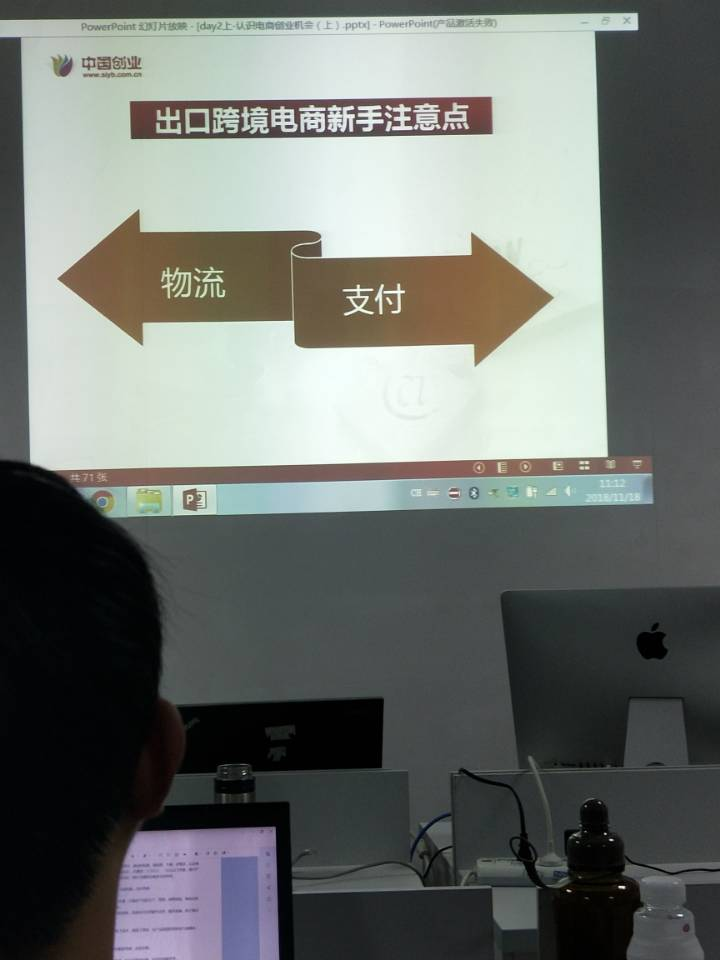 PowerPoint 幻灯片放映 - [day2上-认识电商创业机会（上）.pptx] - PowerPoint(产品激活失败)
中国创业
www.siyb.com.cn
出口跨境电商新手注意点
物流
支付
共 71 张
CH
11:12
2018/11/18